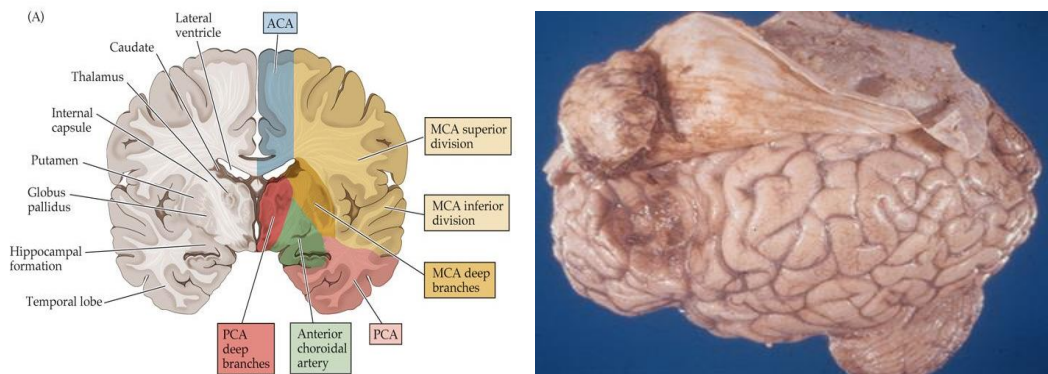 (A)
Lateral
ventricle
Caudate
Thalamus
Internal
capsule
Putamen
Globus
pallidus
Hippocampal
formation
Temporal lobe
ACA
MCA superior
division
MCA inferior
division
MCA deep
branches
PCA
deep
branches
Anterior
choroidal
artery
PCA